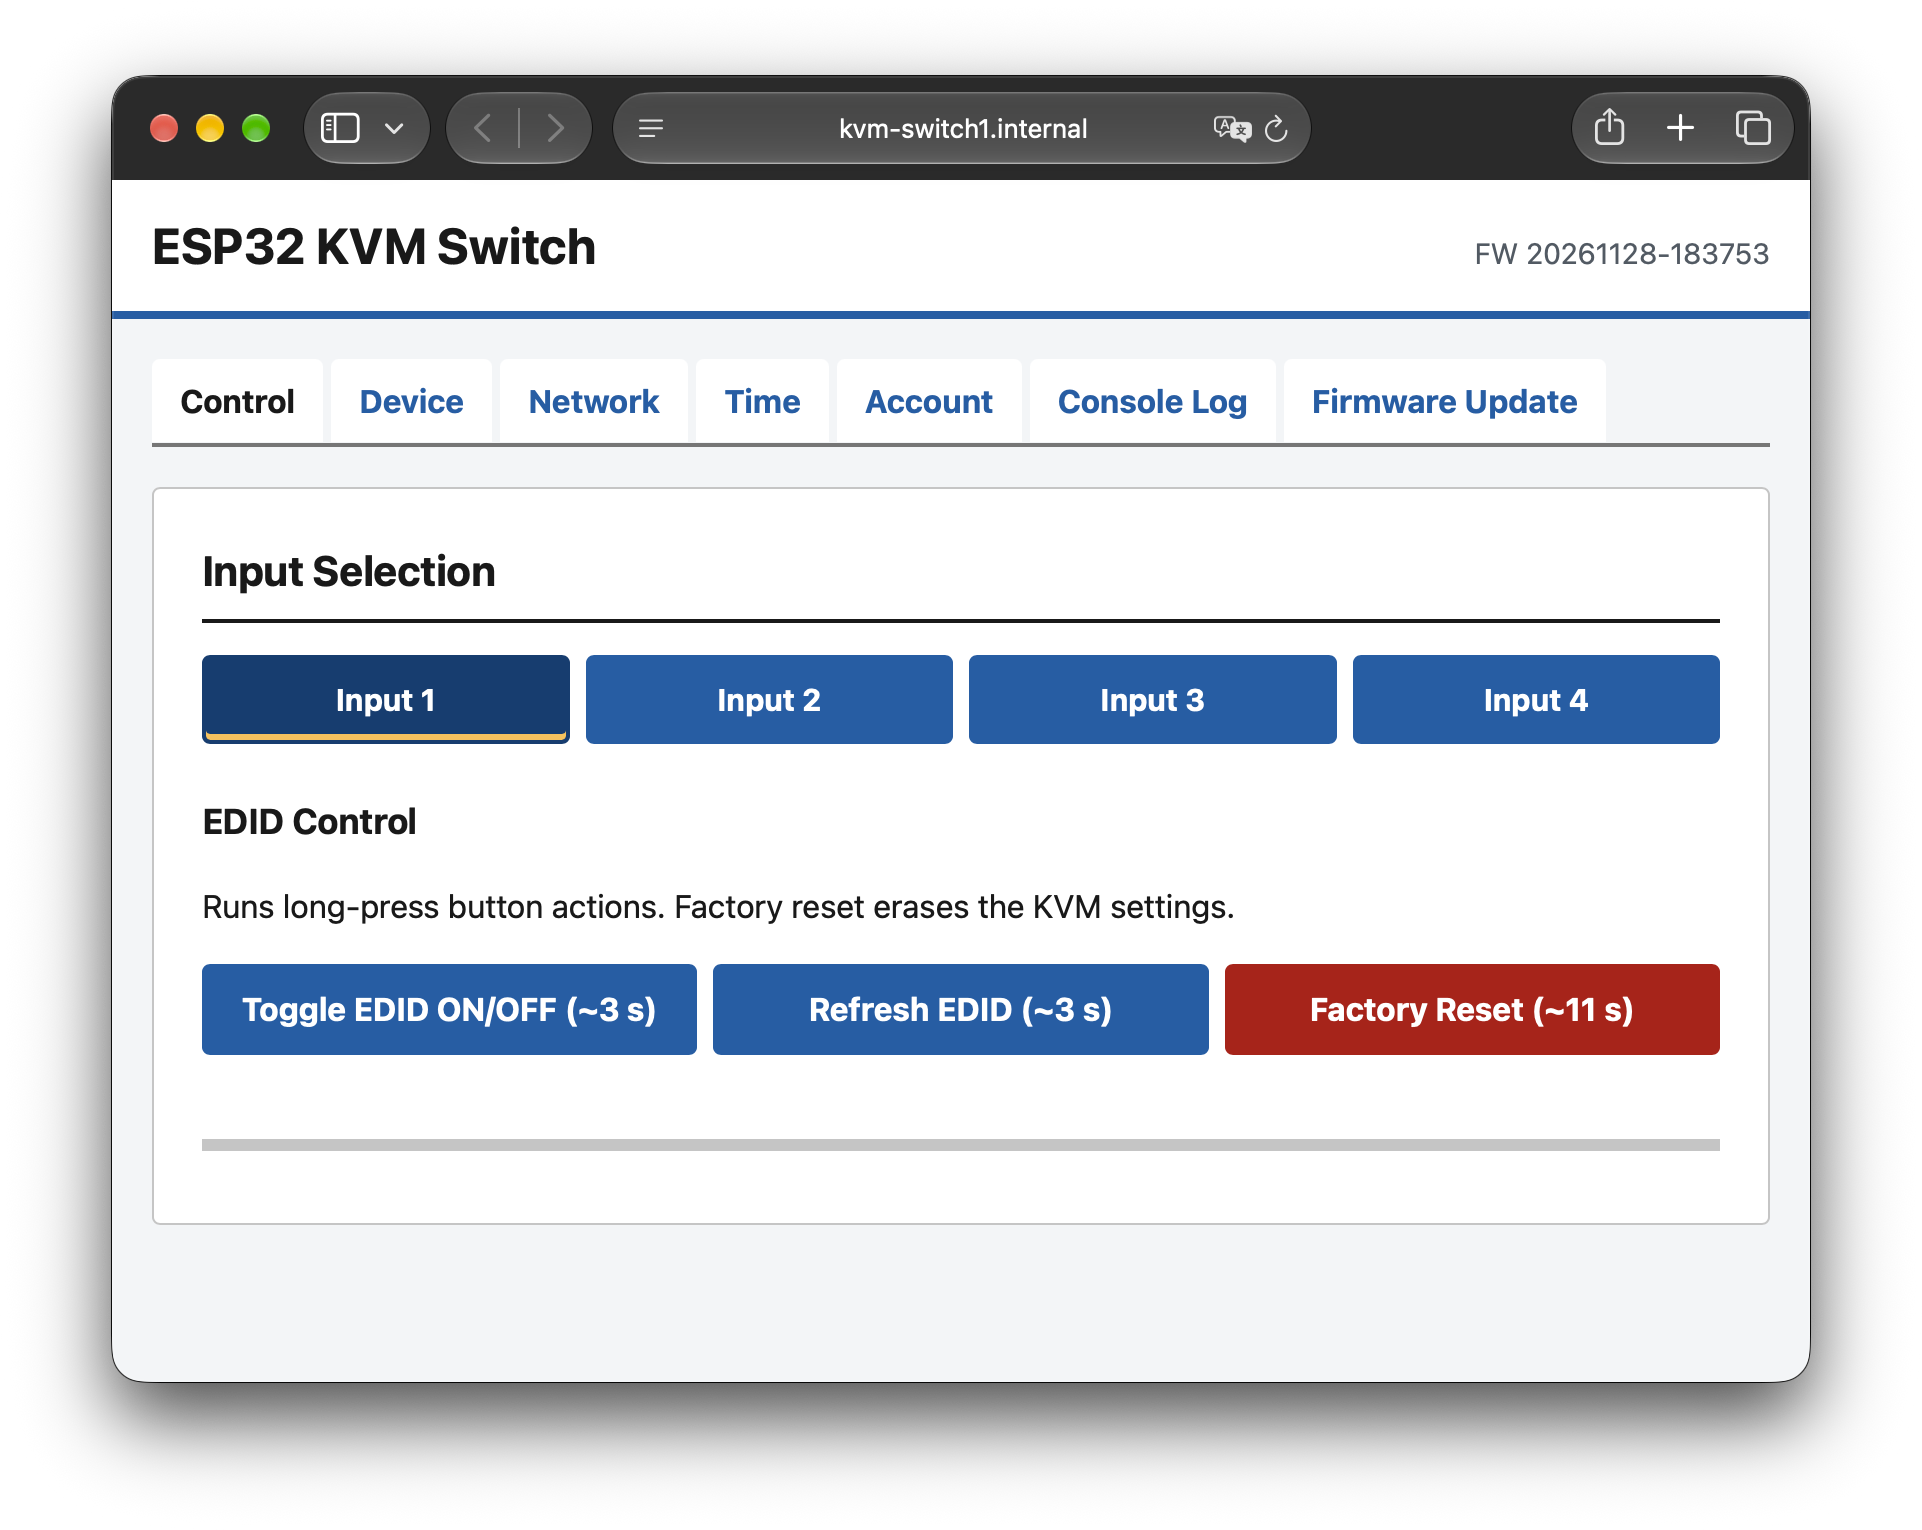 kvm-switch1.internal
ESP32 KVM Switch
FW 20261128-183753
Control Device Network Time Account Console Log Firmware Update
Input Selection
Input 1 Input 2 Input 3 Input 4
EDID Control
Runs long-press button actions. Factory reset erases the KVM settings.
Toggle EDID ON/OFF (~3 s) Refresh EDID (~3 s) Factory Reset (~11 s)